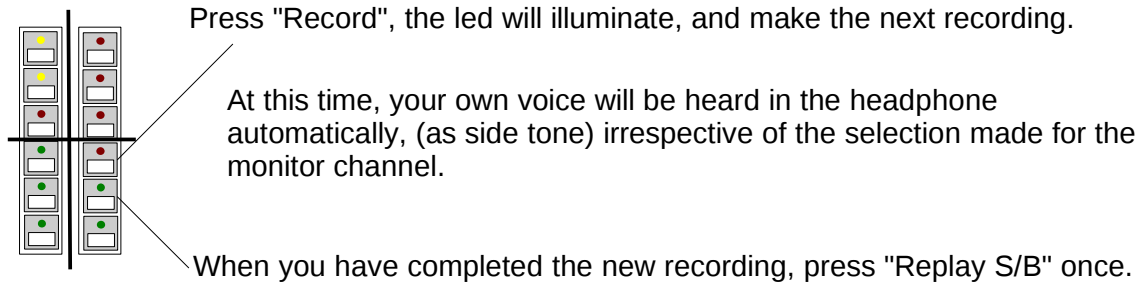 Press "Record", the led will illuminate, and make the next recording.
At this time, your own voice will be heard in the headphone
automatically, (as side tone) irrespective of the selection made for the
monitor channel.
When you have completed the new recording, press "Replay S/B" once.